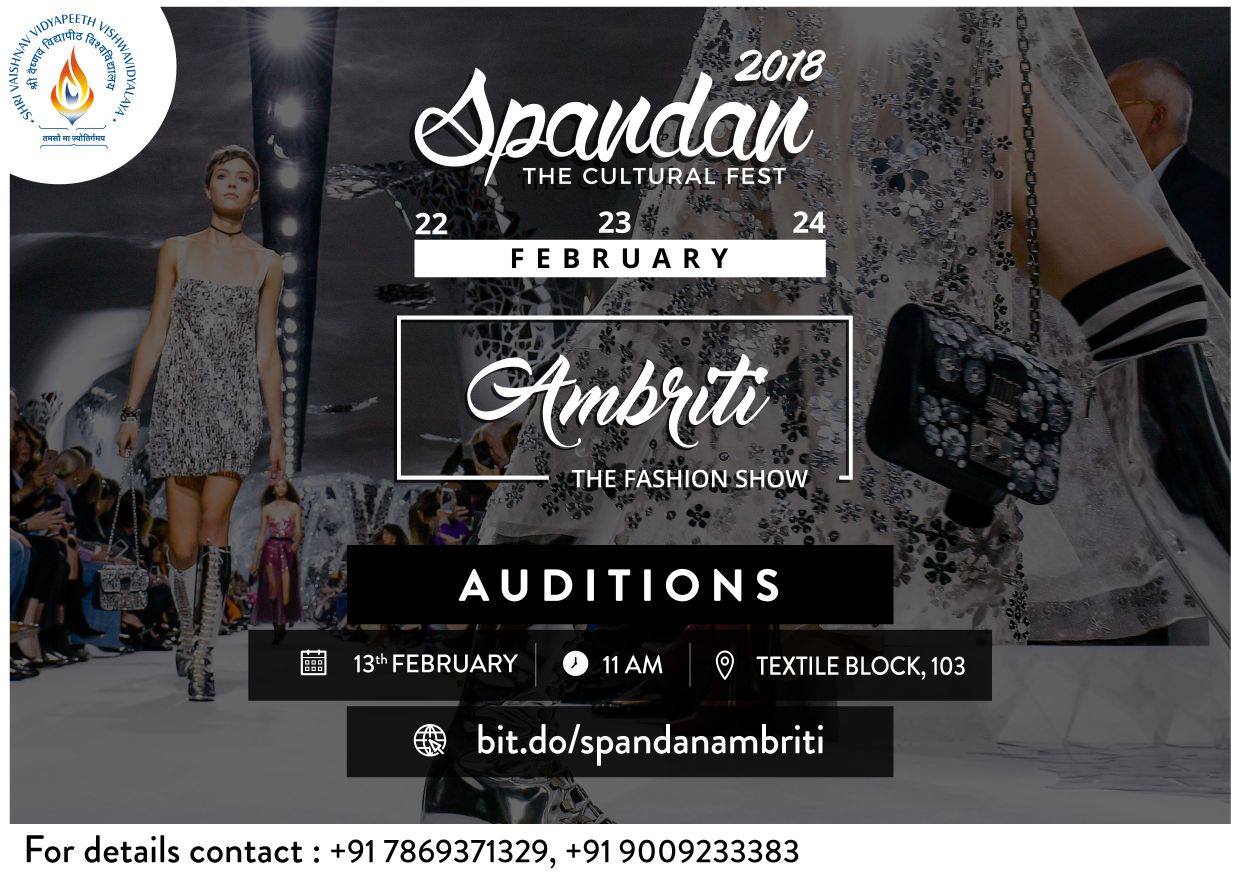 SHRI VAISHNAV VIDYAPEETH VISHWAVIDYALAYA
श्री वैष्णव विद्यापीठ विश्वविद्यालय
तमसो मा ज्योतिर्गमय
2018
Spandan
THE CULTURAL FEST
22 23 24
FEBRUARY
Ambriti
THE FASHION SHOW
AUDITIONS
13th FEBRUARY 11 AM TEXTILE BLOCK, 103
bit.do/spandanambriti
For details contact : +91 7869371329, +91 9009233383